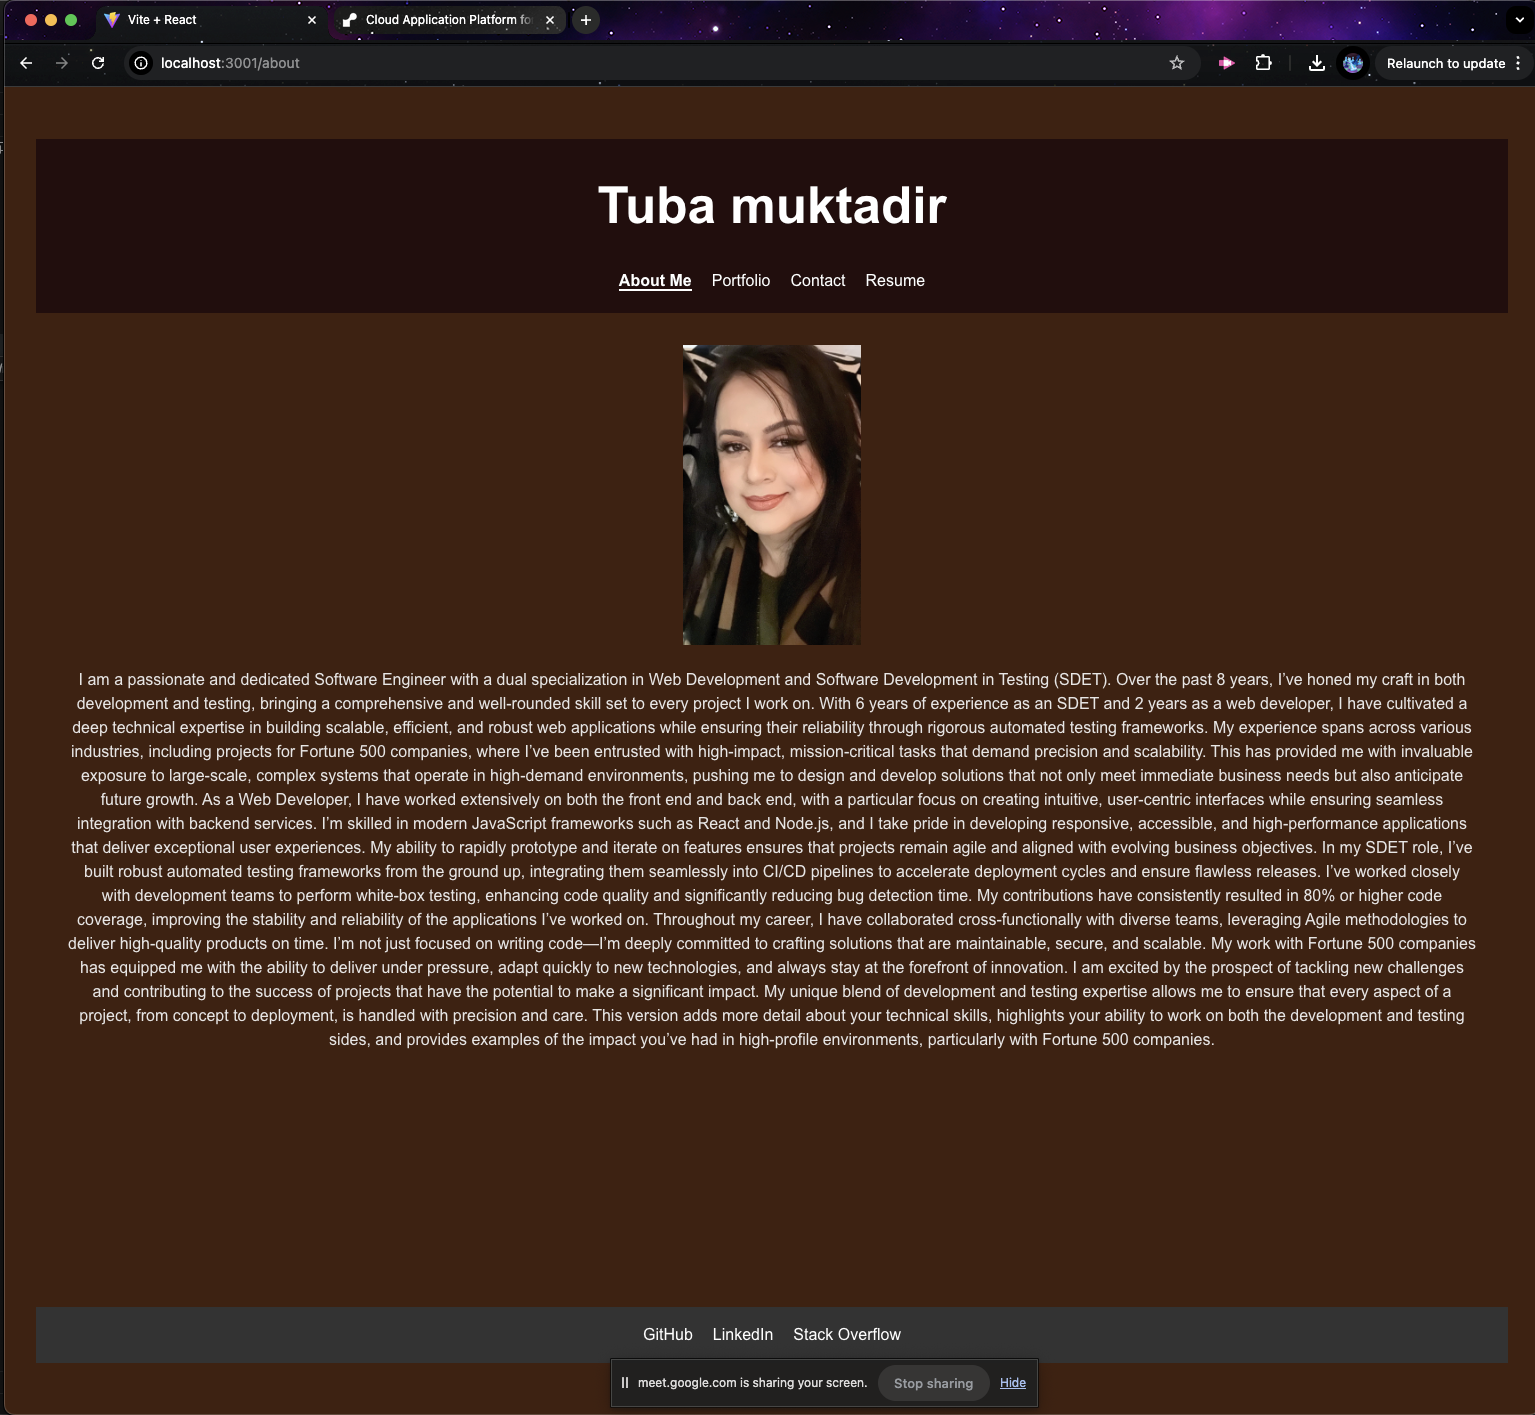 Vite + React
Cloud Application Platform fo
localhost:3001/about
Relaunch to update
Tuba muktadir
About Me Portfolio Contact Resume
I am a passionate and dedicated Software Engineer with a dual specialization in Web Development and Software Development in Testing (SDET). Over the past 8 years, I’ve honed my craft in both
development and testing, bringing a comprehensive and well-rounded skill set to every project I work on. With 6 years of experience as an SDET and 2 years as a web developer, I have cultivated a
deep technical expertise in building scalable, efficient, and robust web applications while ensuring their reliability through rigorous automated testing frameworks. My experience spans across various
industries, including projects for Fortune 500 companies, where I’ve been entrusted with high-impact, mission-critical tasks that demand precision and scalability. This has provided me with invaluable
exposure to large-scale, complex systems that operate in high-demand environments, pushing me to design and develop solutions that not only meet immediate business needs but also anticipate
future growth. As a Web Developer, I have worked extensively on both the front end and back end, with a particular focus on creating intuitive, user-centric interfaces while ensuring seamless
integration with backend services. I’m skilled in modern JavaScript frameworks such as React and Node.js, and I take pride in developing responsive, accessible, and high-performance applications
that deliver exceptional user experiences. My ability to rapidly prototype and iterate on features ensures that projects remain agile and aligned with evolving business objectives. In my SDET role, I’ve
built robust automated testing frameworks from the ground up, integrating them seamlessly into CI/CD pipelines to accelerate deployment cycles and ensure flawless releases. I’ve worked closely
with development teams to perform white-box testing, enhancing code quality and significantly reducing bug detection time. My contributions have consistently resulted in 80% or higher code
coverage, improving the stability and reliability of the applications I’ve worked on. Throughout my career, I have collaborated cross-functionally with diverse teams, leveraging Agile methodologies to
deliver high-quality products on time. I’m not just focused on writing code—I’m deeply committed to crafting solutions that are maintainable, secure, and scalable. My work with Fortune 500 companies
has equipped me with the ability to deliver under pressure, adapt quickly to new technologies, and always stay at the forefront of innovation. I am excited by the prospect of tackling new challenges
and contributing to the success of projects that have the potential to make a significant impact. My unique blend of development and testing expertise allows me to ensure that every aspect of a
project, from concept to deployment, is handled with precision and care. This version adds more detail about your technical skills, highlights your ability to work on both the development and testing
sides, and provides examples of the impact you’ve had in high-profile environments, particularly with Fortune 500 companies.
GitHub LinkedIn Stack Overflow
meet.google.com is sharing your screen. Stop sharing Hide